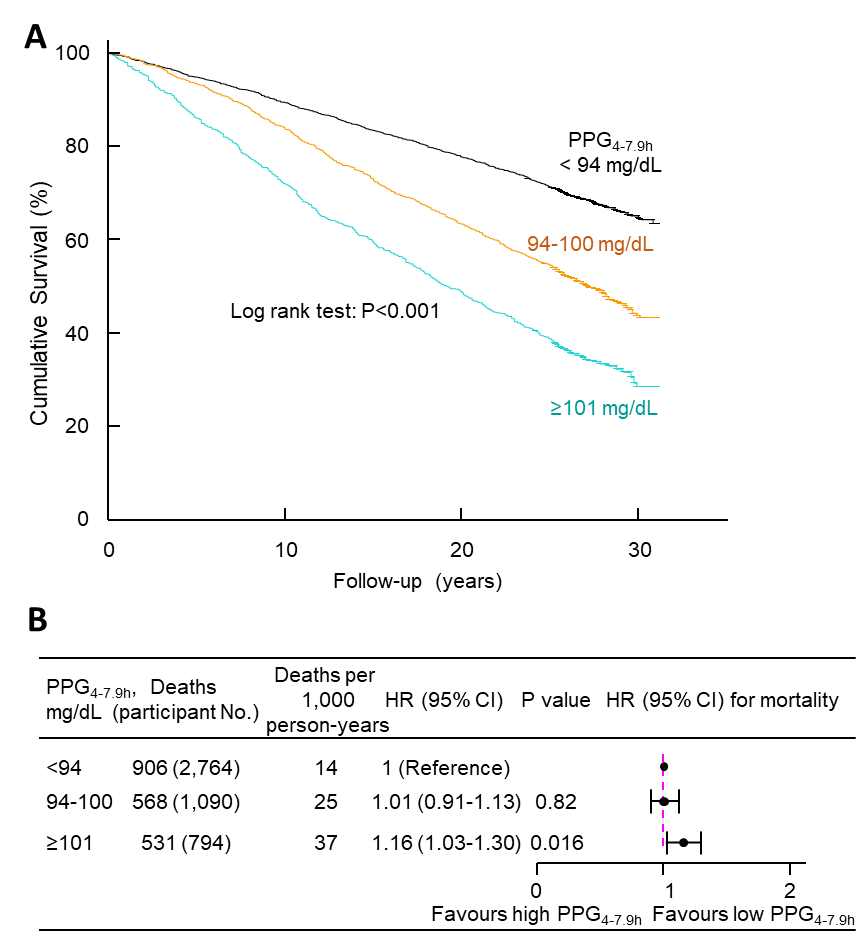 A
100
80
60
40
20
0
Cumulative Survival (%)
PPG4-7.9h
< 94 mg/dL
94-100 mg/dL
Log rank test: P<0.001
≥101 mg/dL
0 10 20 30
Follow-up (years)
B
PPG4-7.9h, mg/dL Deaths (participant No.) Deaths per 1,000 person-years HR (95% CI) P value HR (95% CI) for mortality
<94 906 (2,764) 14 1 (Reference)
94-100 568 (1,090) 25 1.01 (0.91-1.13) 0.82
≥101 531 (794) 37 1.16 (1.03-1.30) 0.016
0 1 2
Favours high PPG4-7.9h Favours low PPG4-7.9h